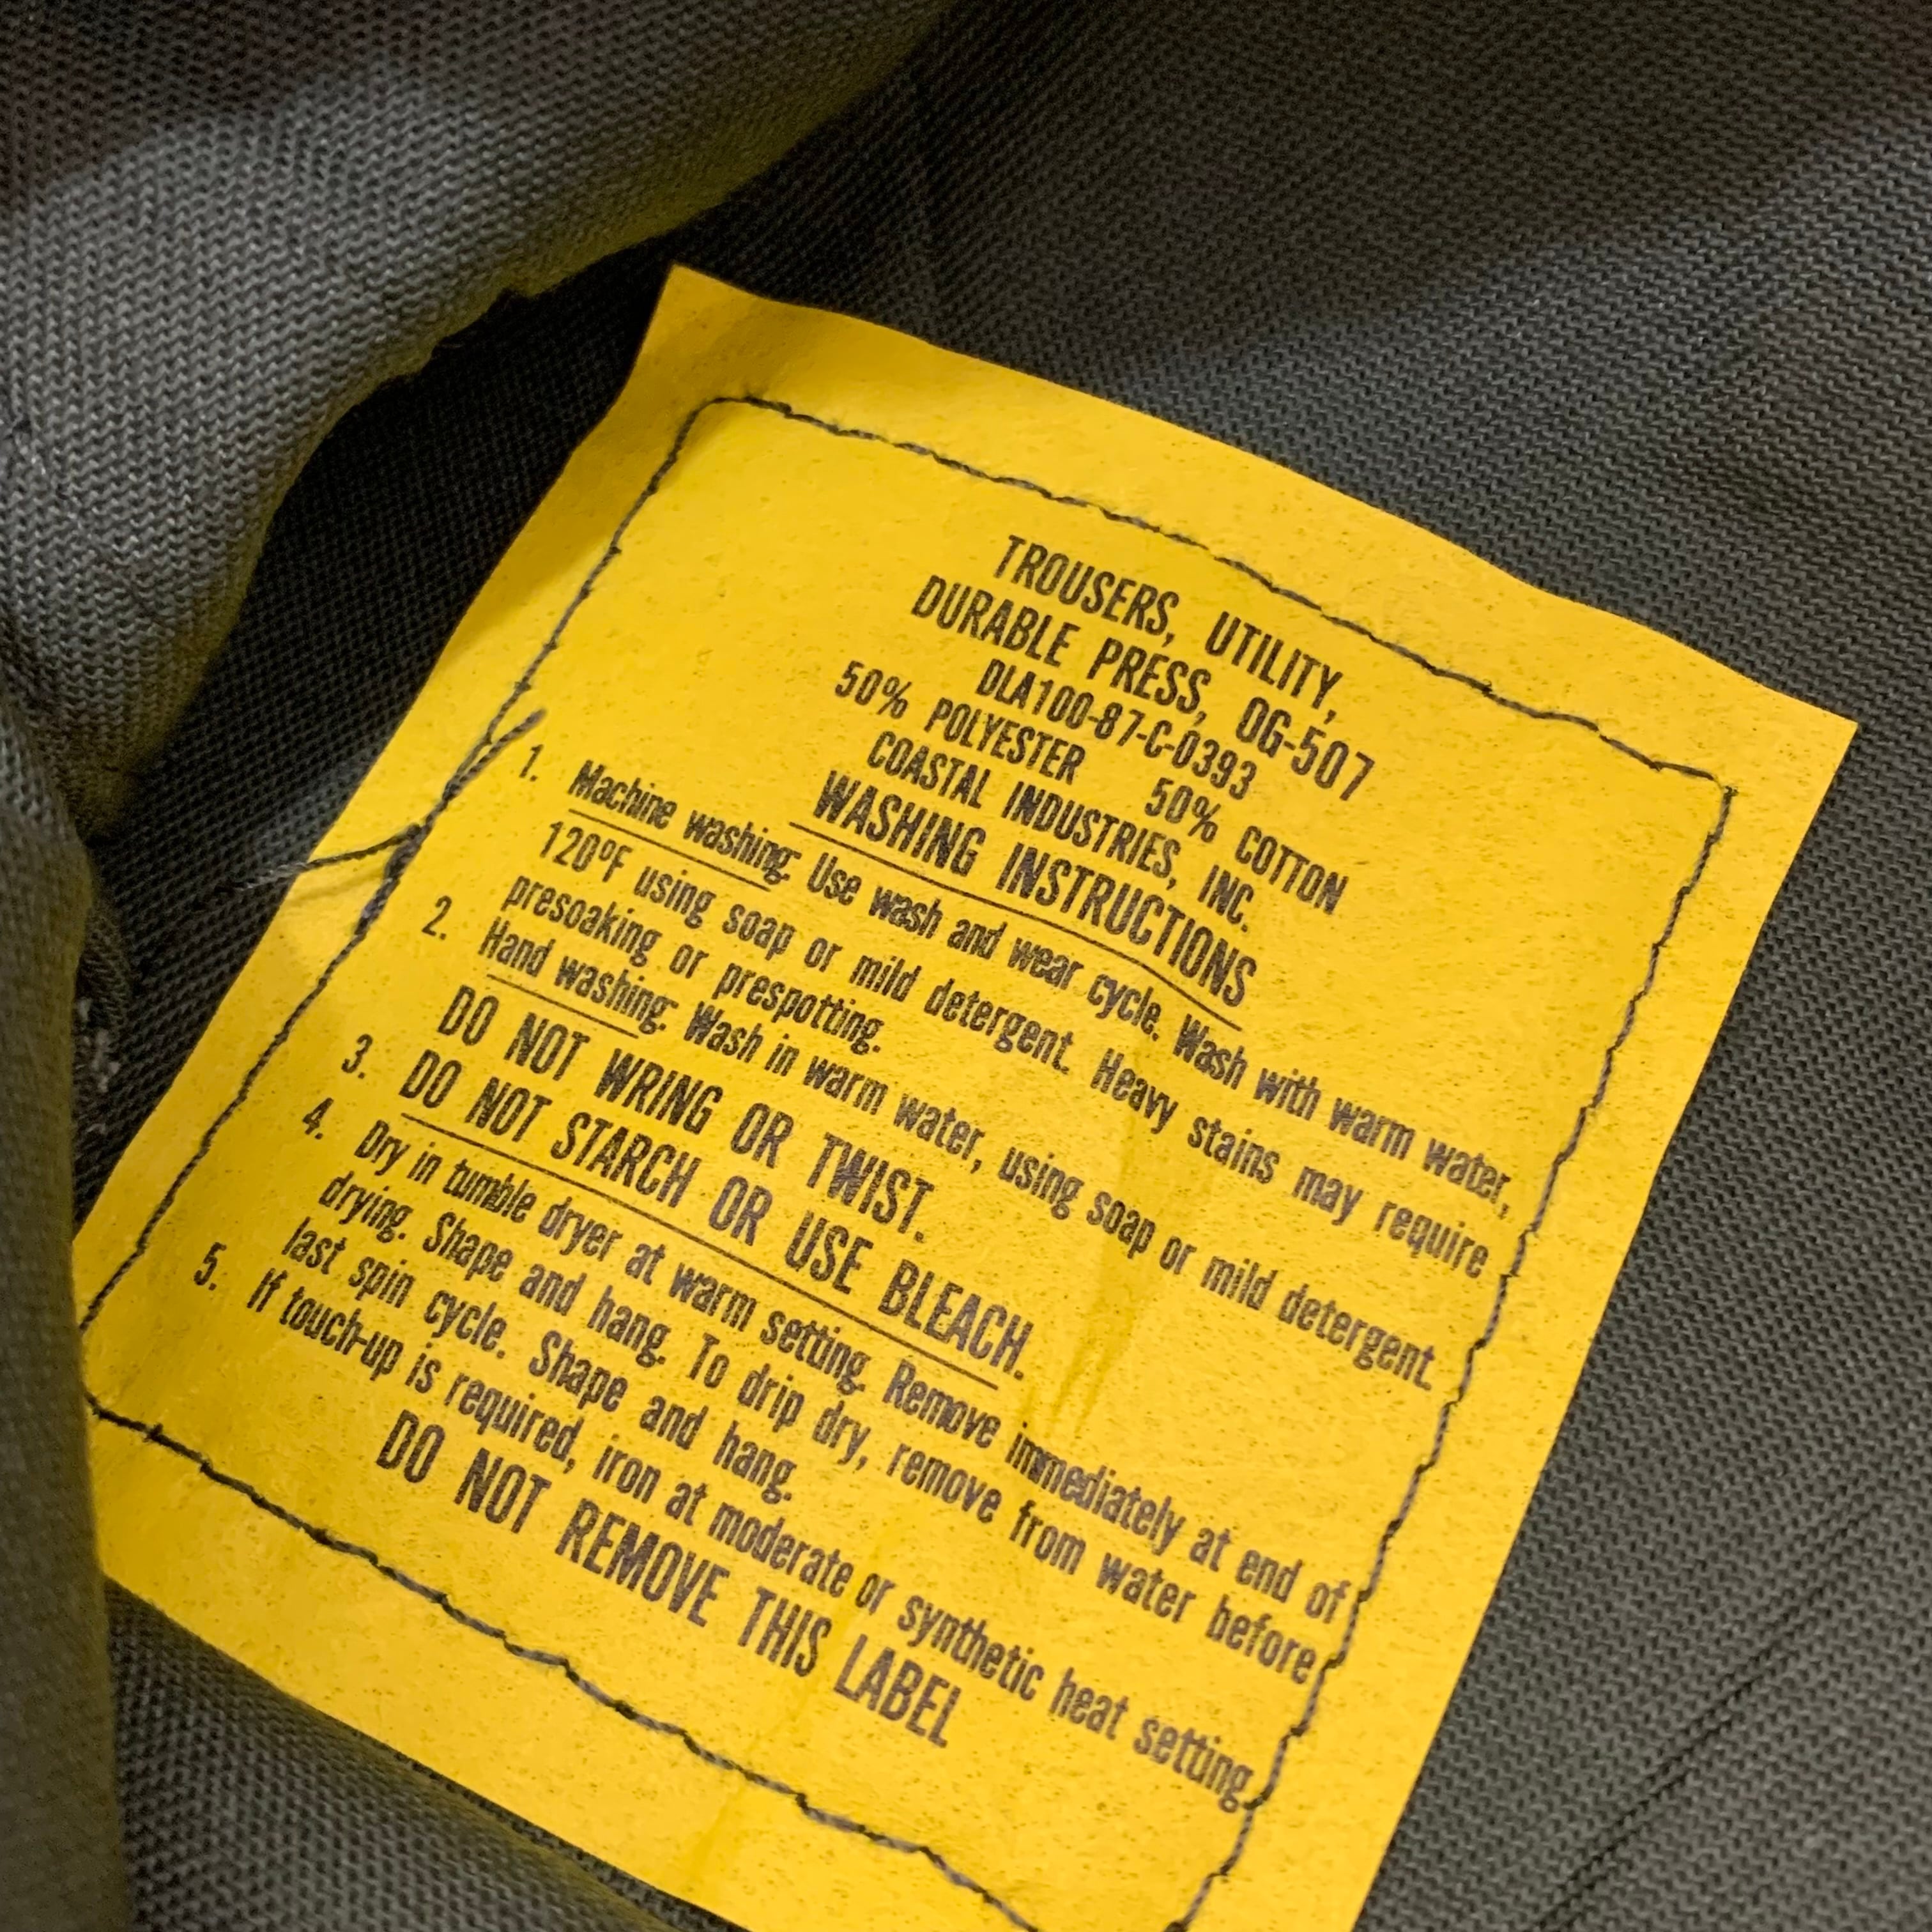 TROUSERS, UTILITY,
DURABLE PRESS, OG-507
DLA100-87-C-0393
50% POLYESTER 50% COTTON
COASTAL INDUSTRIES, INC.
WASHING INSTRUCTIONS
1. Machine washing: Use wash and wear cycle. Wash with warm water,
120°F using soap or mild detergent. Heavy stains may require
presoaking or prespotting.
2. Hand washing: Wash in warm water, using soap or mild detergent.
DO NOT WRING OR TWIST.
3. DO NOT STARCH OR USE BLEACH.
4. Dry in tumble dryer at warm setting. Remove immediately at end of
drying. Shape and hang. To drip dry, remove from water before
last spin cycle. Shape and hang.
5. If touch-up is required, iron at moderate or synthetic heat setting.
DO NOT REMOVE THIS LABEL